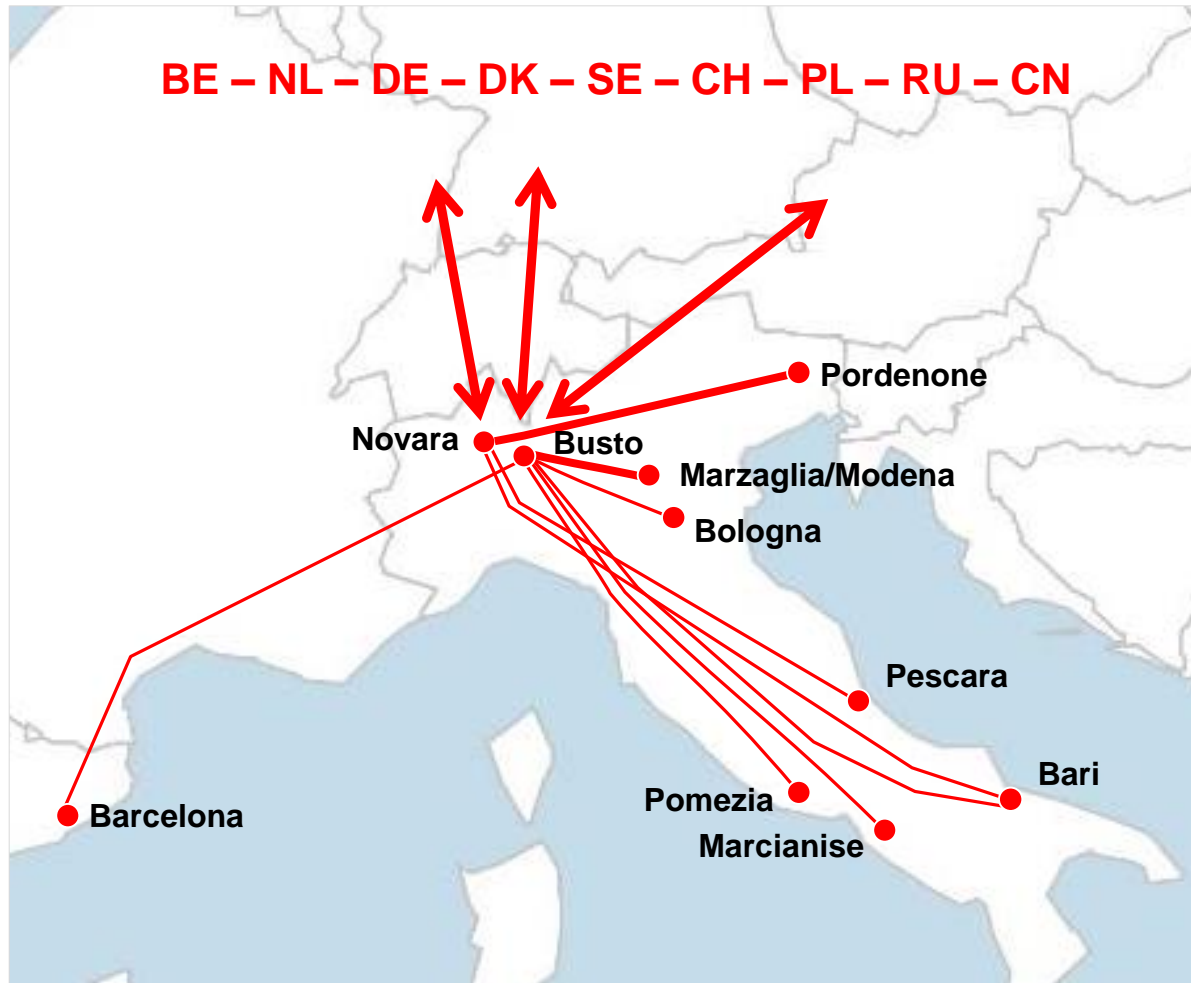 BE – NL – DE – DK – SE – CH – PL – RU – CN
Pordenone
Novara
Busto
Marzaglia/Modena
Bologna
Pescara
Bari
Pomezia
Barcelona
Marcianise